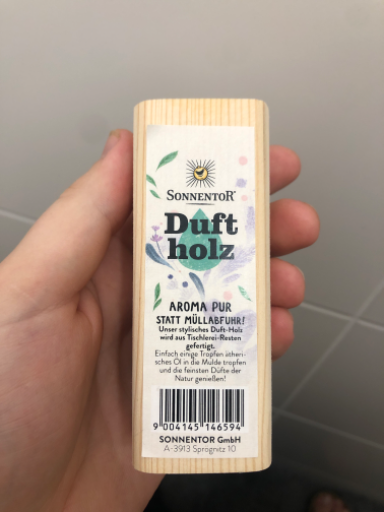 SONNENTOR®
Duft
holz
AROMA PUR
STATT MÜLLABFUHR!
Unser stylisches Duft-Holz
wird aus Tischlerei-Resten
gefertigt.
Einfach einige Tropfen ätheri-
sches Öl in die Mulde tropfen
und die feinsten Düfte der
Natur genießen!
9 004145 146594
SONNENTOR GmbH
A-3913 Sprögnitz 10